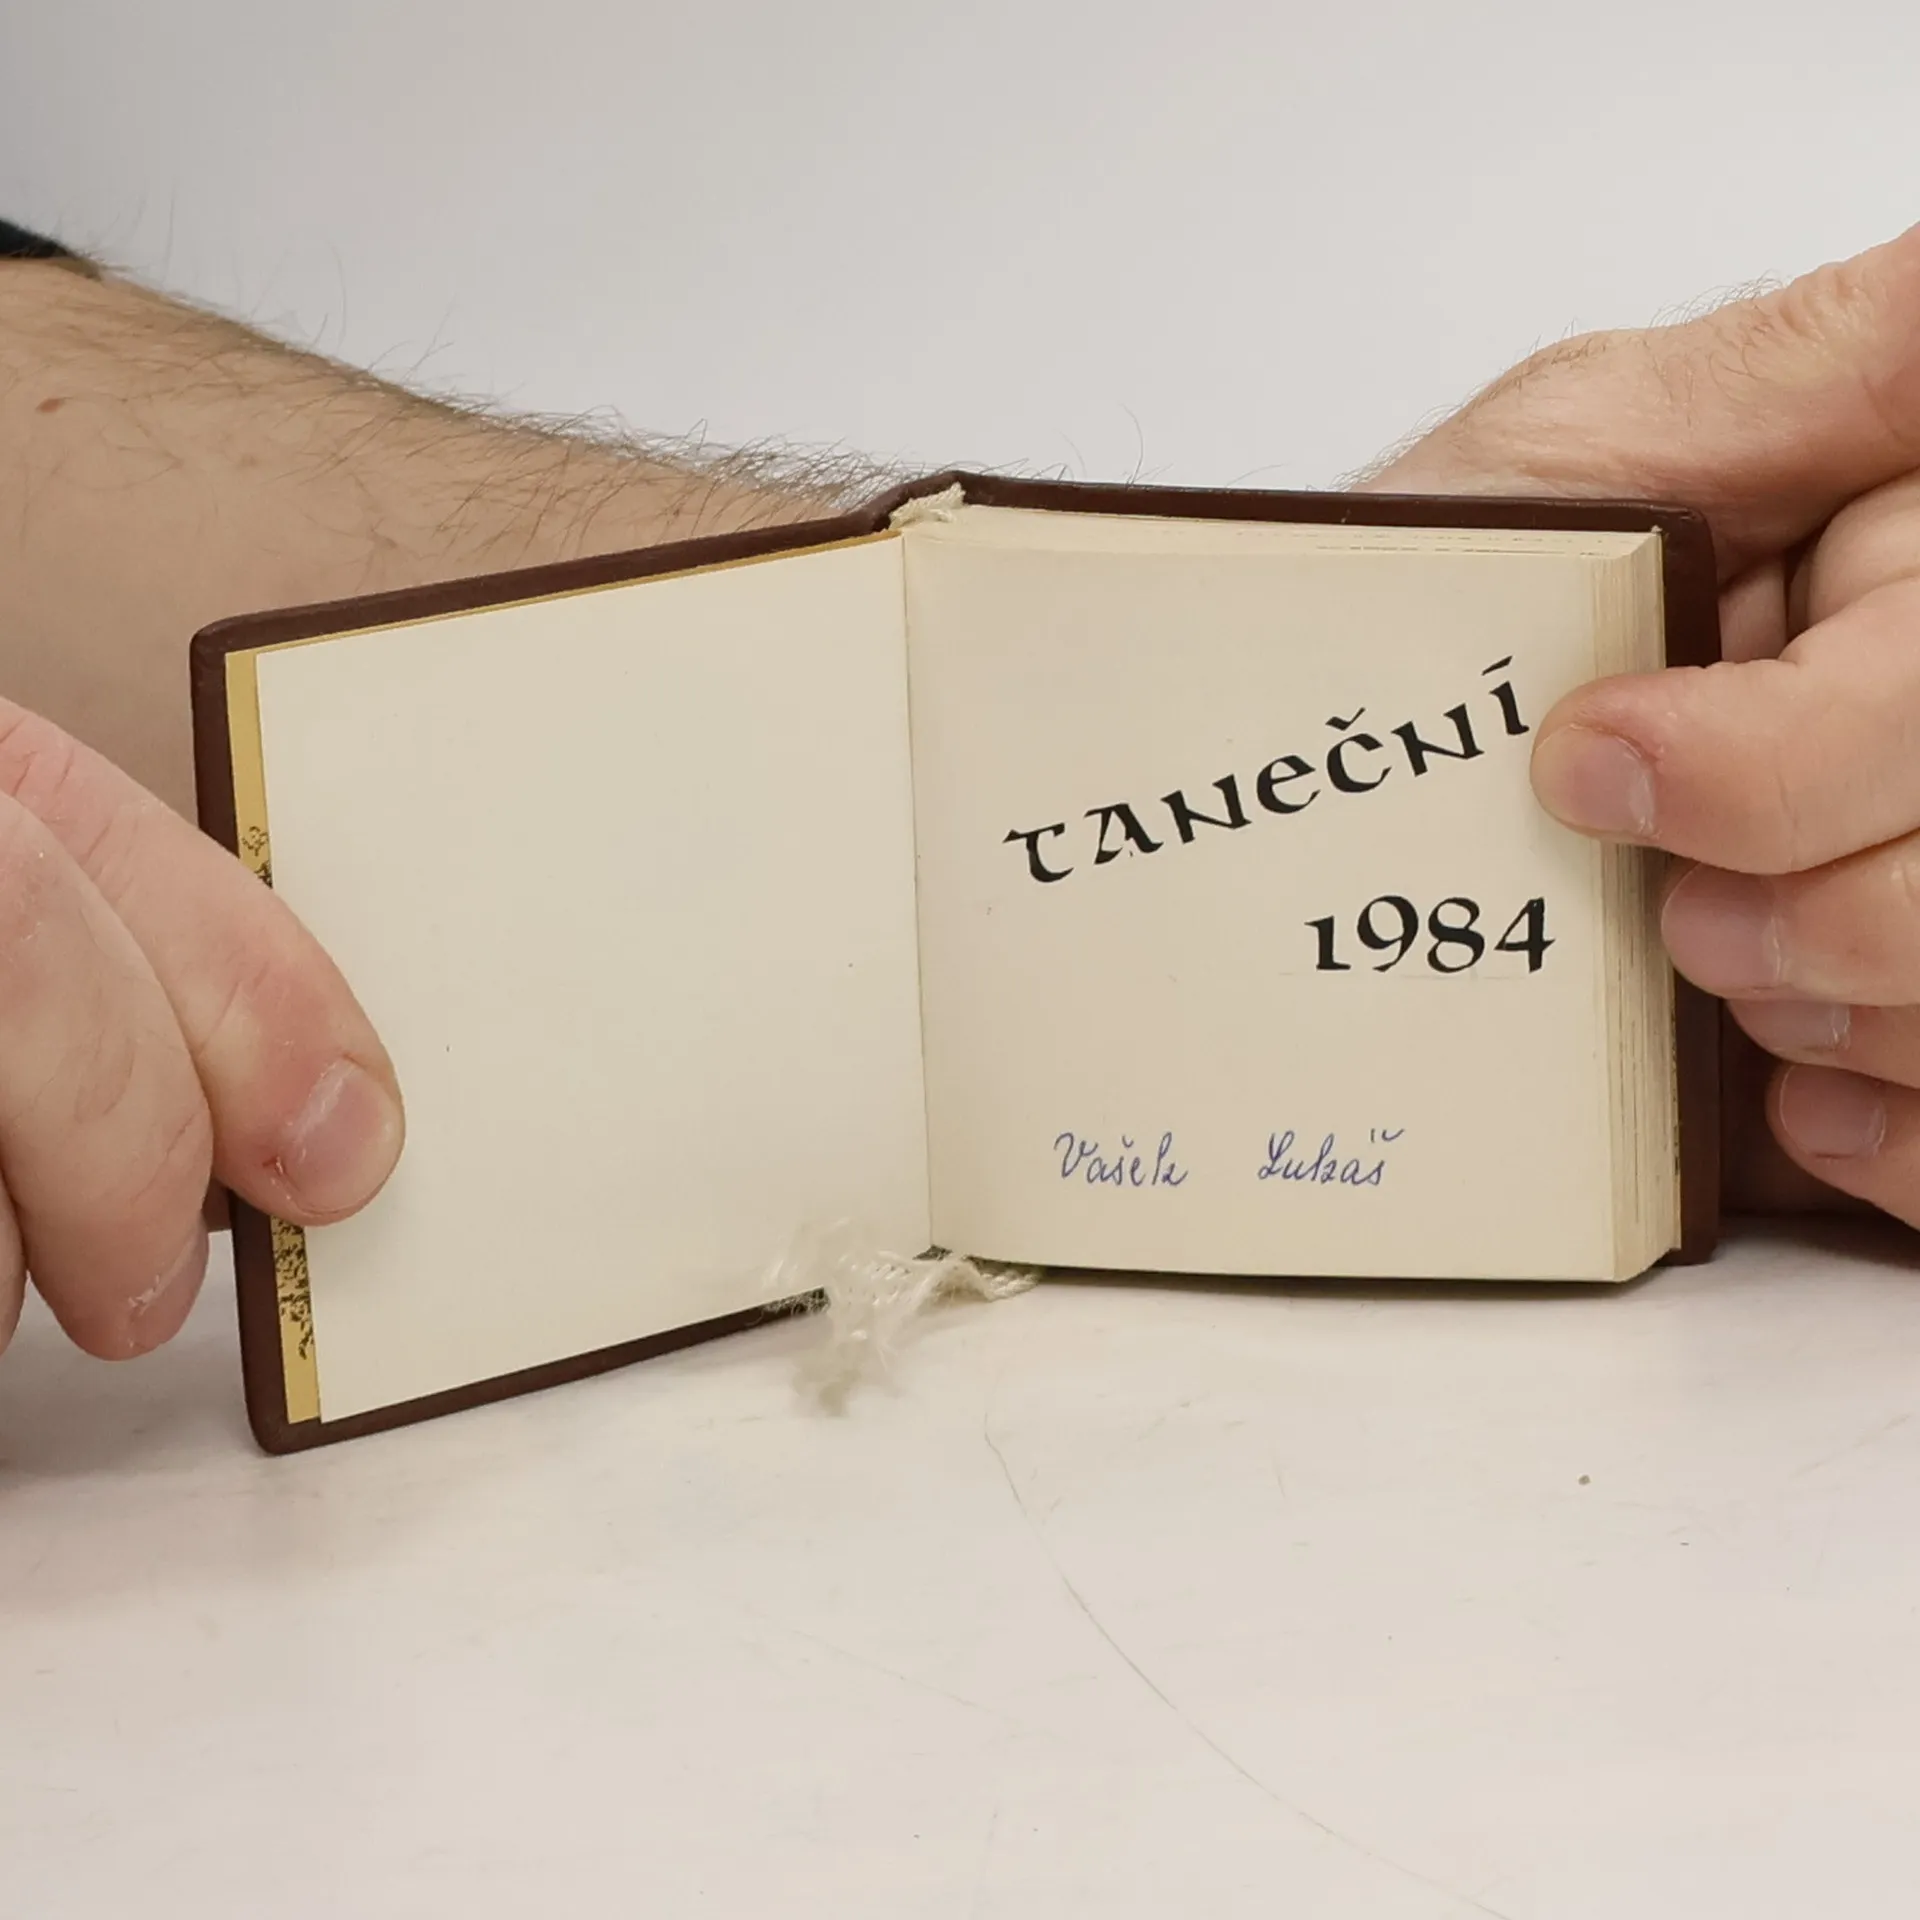 TANEČNÍ
1984
Vašek Lukáš